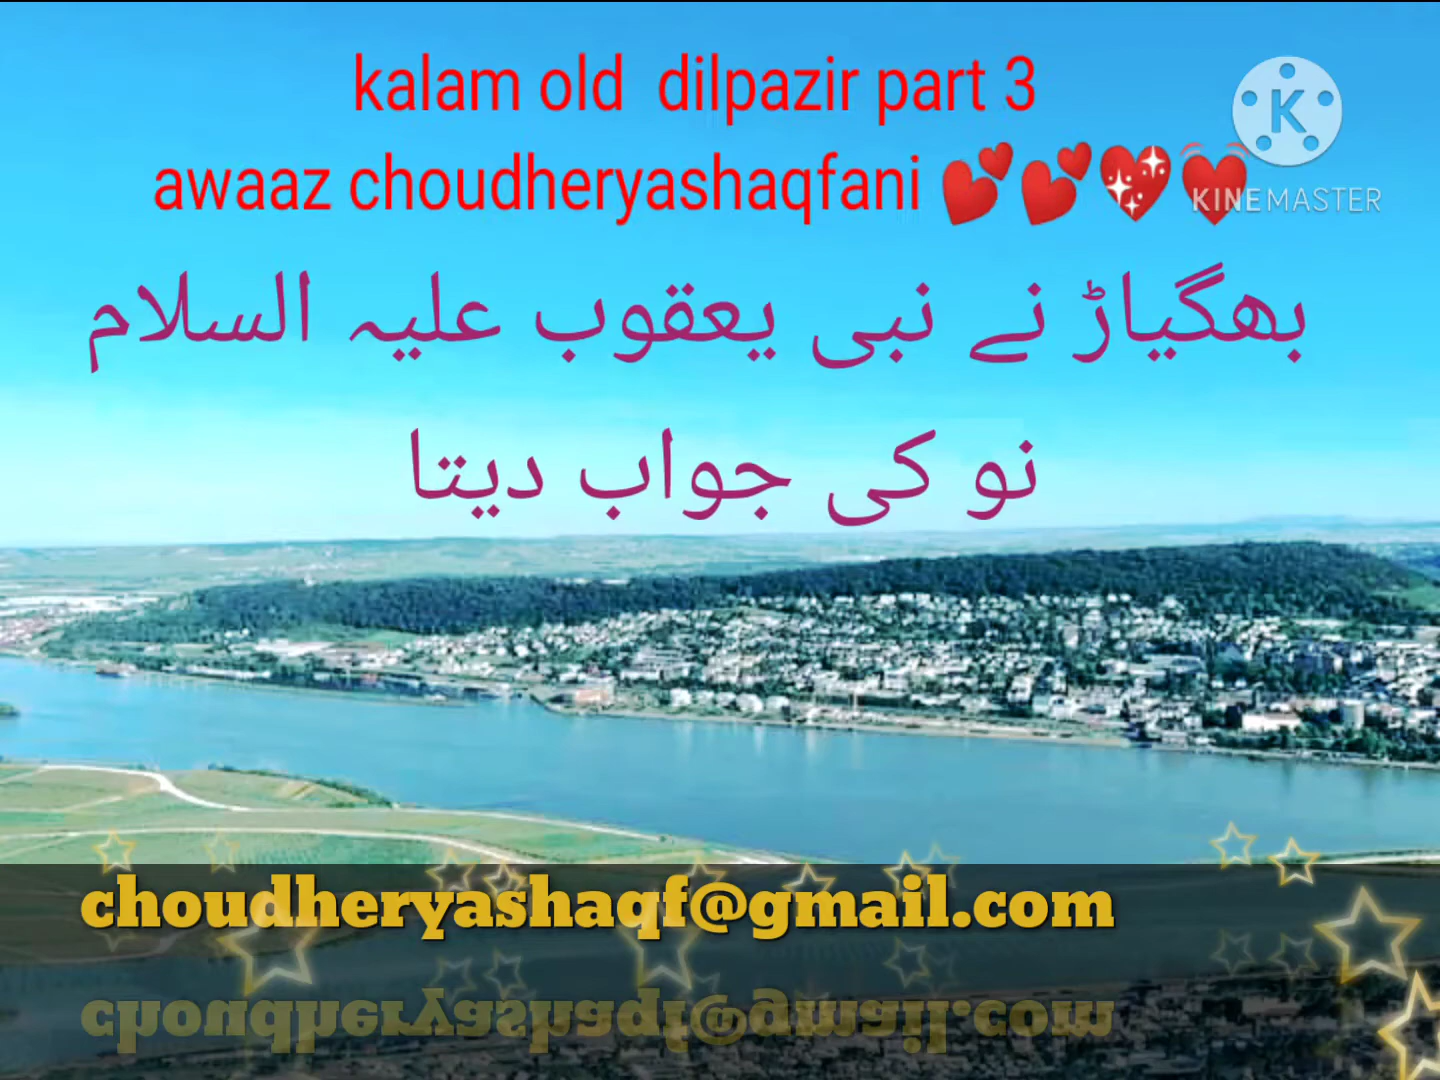 kalam old dilpazir part 3
awaaz choudheryashaqfani 💕💕💖💓
KINEMASTER
بھگیاڑ نے نبی یعقوب علیہ السلام
نو کی جواب دیتا
choudheryashaqf@gmail.com